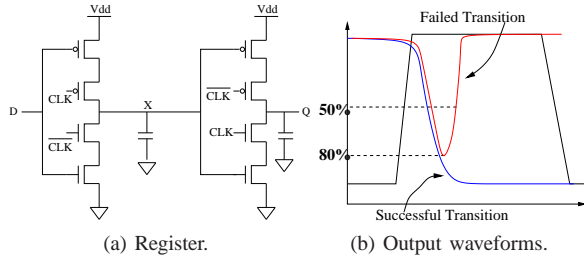 Vdd
Vdd
Failed Transition
CLK
CLK
D
X
Q
50%
CLK
CLK
80%
Successful Transition
(a) Register.
(b) Output waveforms.